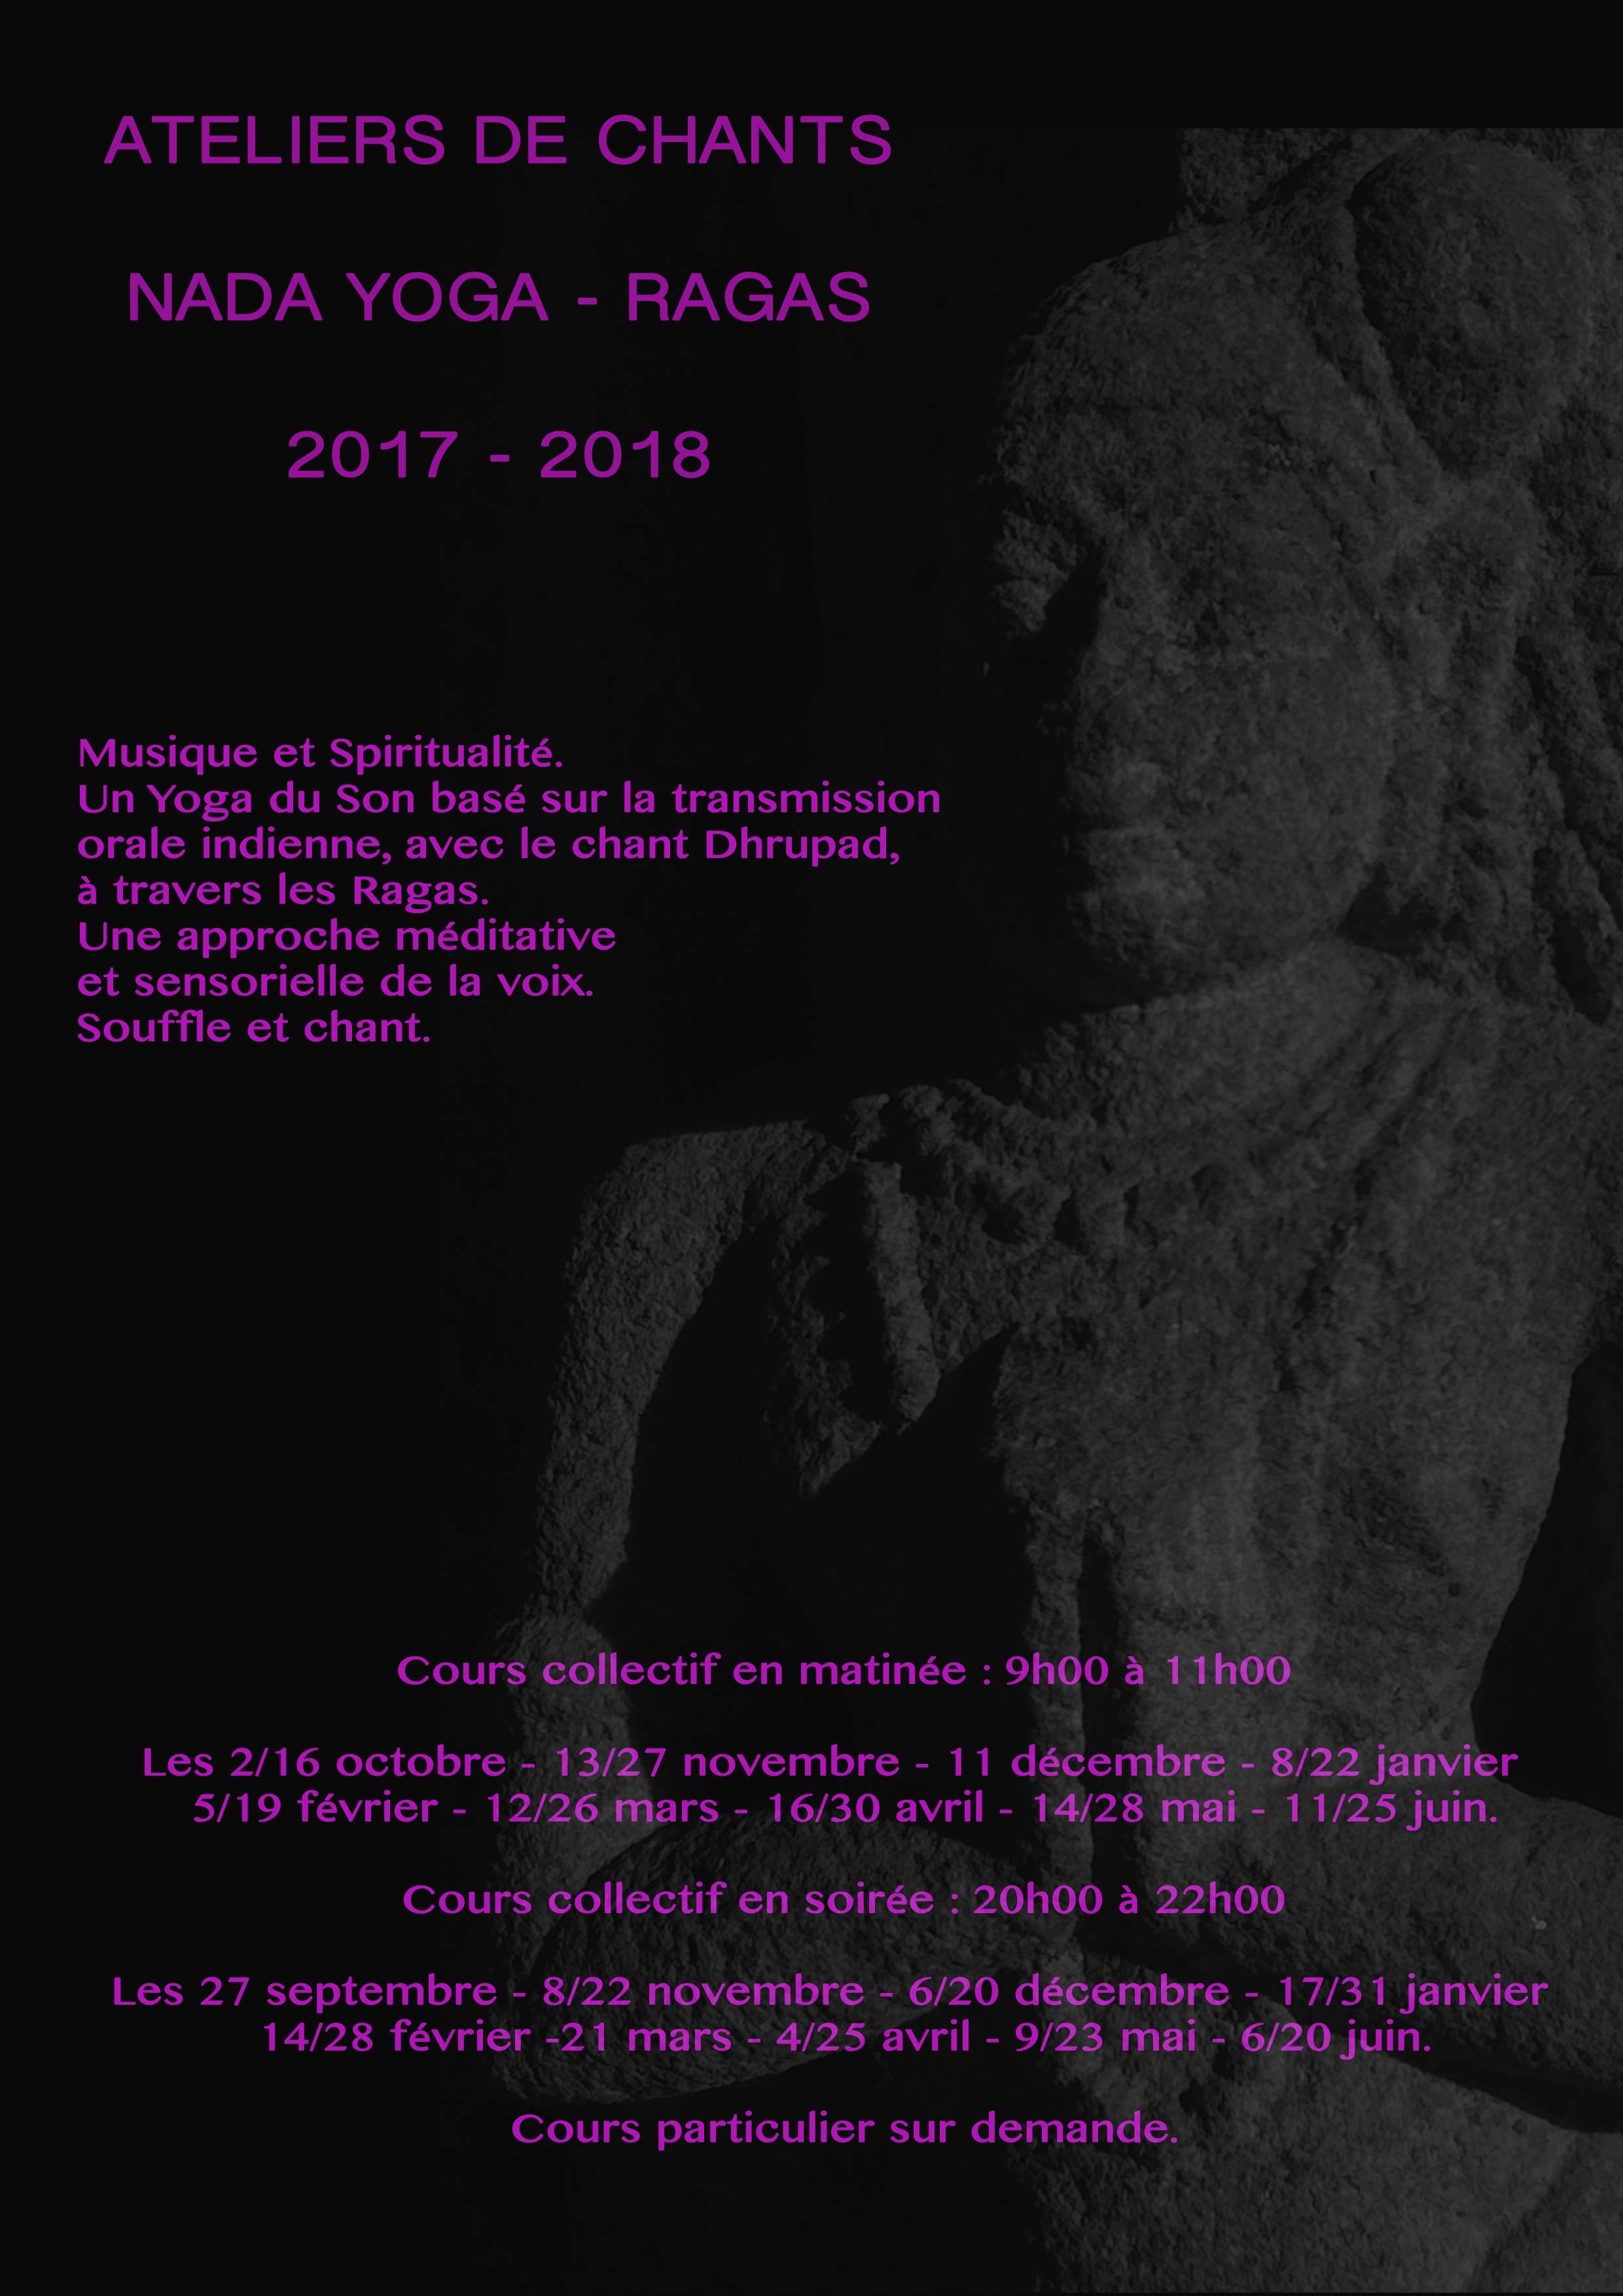 ATELIERS DE CHANTS
NADA YOGA - RAGAS
2017 - 2018
Musique et Spiritualité.
Un Yoga du Son basé sur la transmission
orale indienne, avec le chant Dhrupad,
à travers les Ragas.
Une approche méditative
et sensorielle de la voix.
Souffle et chant.
Cours collectif en matinée : 9h00 à 11h00
Les 2/16 octobre - 13/27 novembre - 11 décembre - 8/22 janvier
5/19 février - 12/26 mars - 16/30 avril - 14/28 mai - 11/25 juin.
Cours collectif en soirée : 20h00 à 22h00
Les 27 septembre - 8/22 novembre - 6/20 décembre - 17/31 janvier
14/28 février -21 mars - 4/25 avril - 9/23 mai - 6/20 juin.
Cours particulier sur demande.